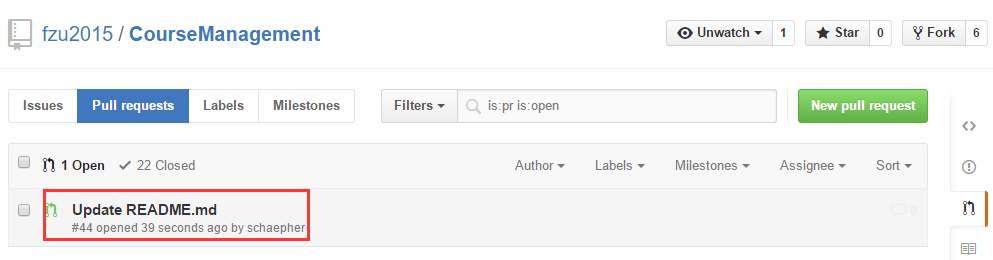 fzu2015 / CourseManagement
Unwatch 1 Star 0 Fork 6
Issues Pull requests Labels Milestones Filters is:pr is:open New pull request
1 Open 22 Closed Author Labels Milestones Assignee Sort
Update README.md 0
#44 opened 39 seconds ago by schaepher